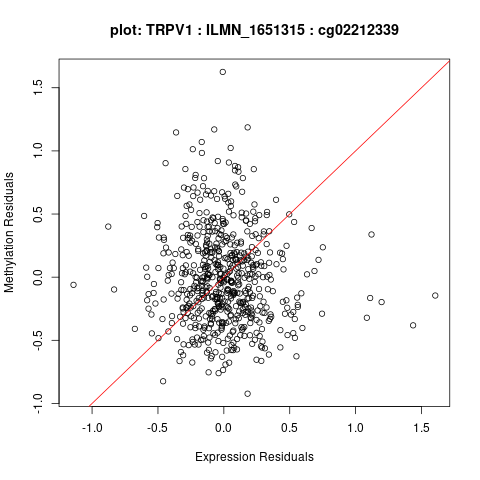 plot: TRPV1 : ILMN_1651315 : cg02212339
Methylation Residuals
1.5
1.0
0.5
0.0
-0.5
-1.0
-1.0 -0.5 0.0 0.5 1.0 1.5
Expression Residuals